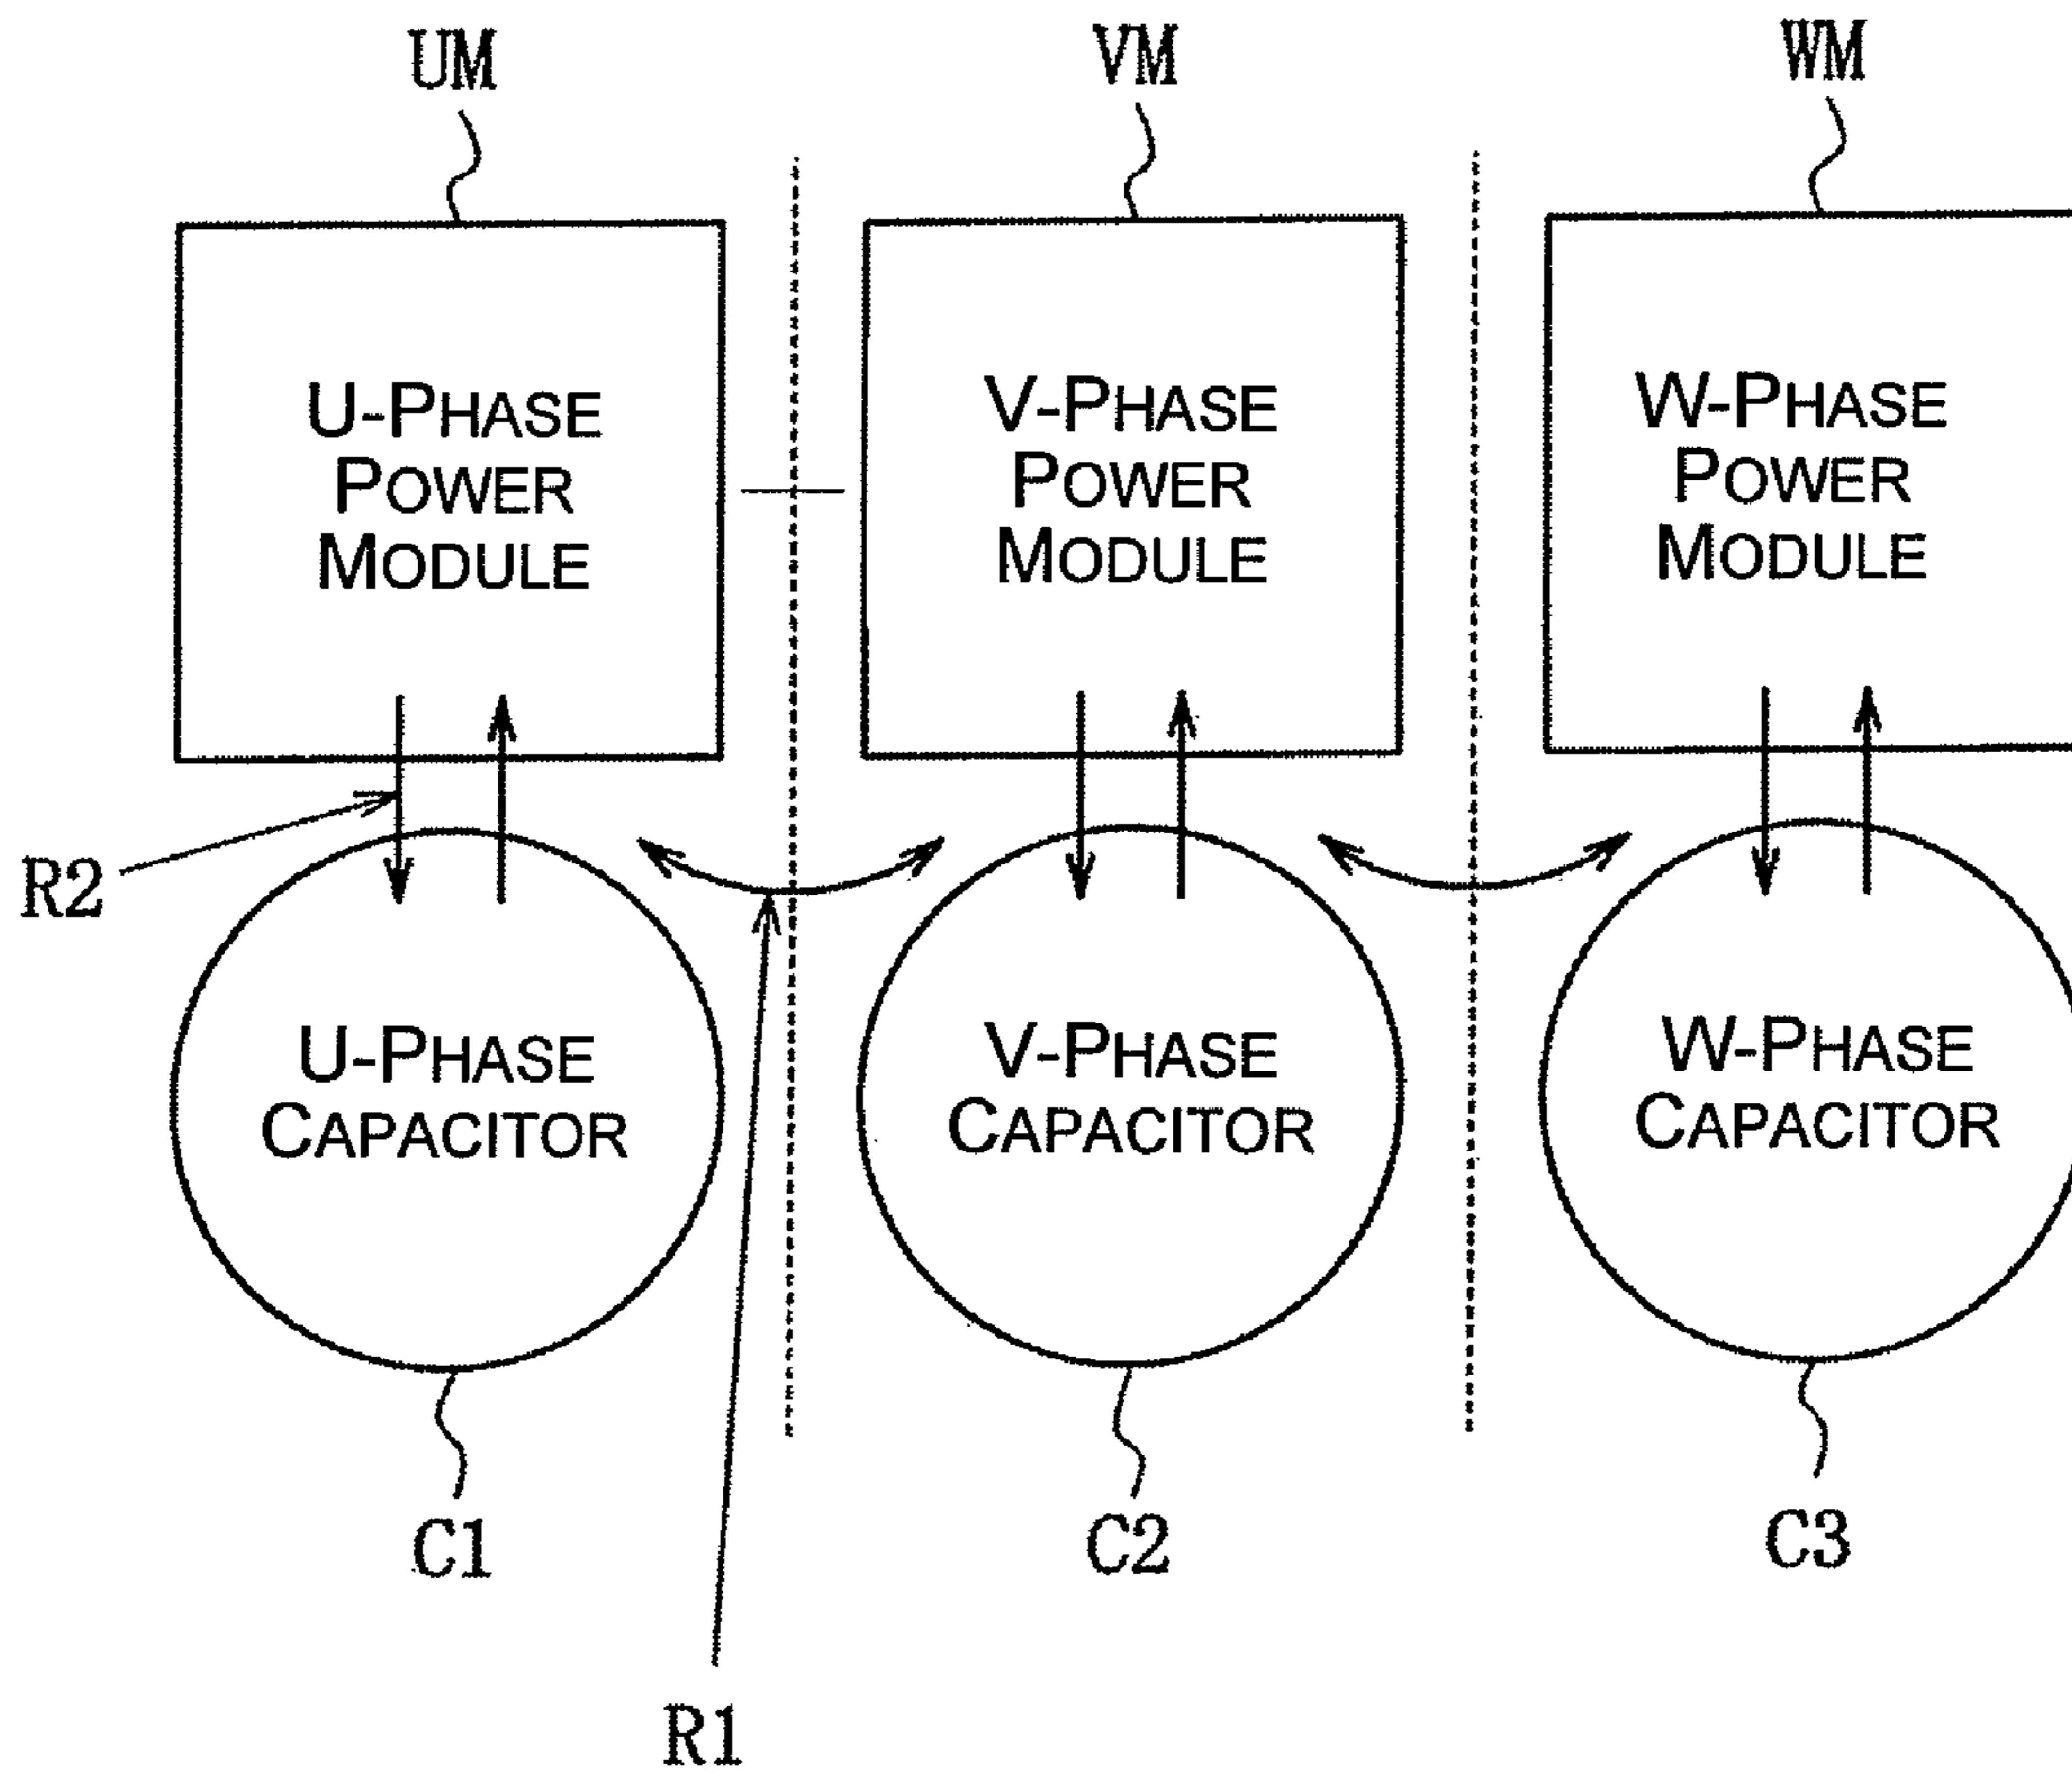 UM
VM
WM
U-PHASE
POWER
MODULE
V-PHASE
POWER
MODULE
W-PHASE
POWER
MODULE
R2
U-PHASE
CAPACITOR
V-PHASE
CAPACITOR
W-PHASE
CAPACITOR
C1
C2
C3
R1